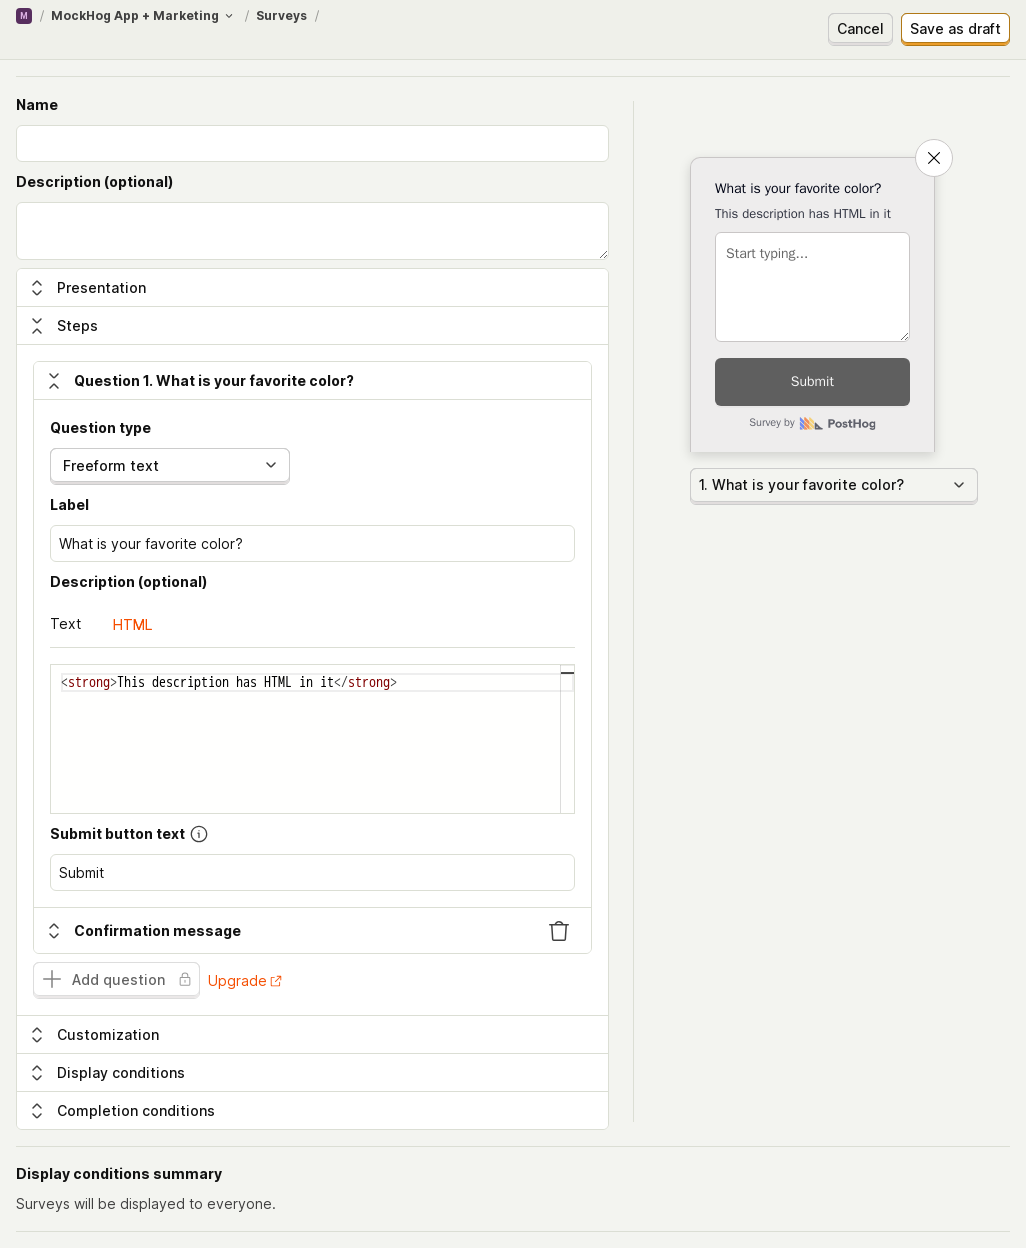 M / MockHog App + Marketing / Surveys /
Cancel
Save as draft
Name
Description (optional)
Presentation
Steps
Question 1. What is your favorite color?
Question type
Freeform text
Label
What is your favorite color?
Description (optional)
Text HTML
<strong>This description has HTML in it</strong>
Submit button text
Submit
Confirmation message
Add question Upgrade
Customization
Display conditions
Completion conditions
What is your favorite color?
This description has HTML in it
Start typing...
Submit
Survey by PostHog
1. What is your favorite color?
Display conditions summary
Surveys will be displayed to everyone.